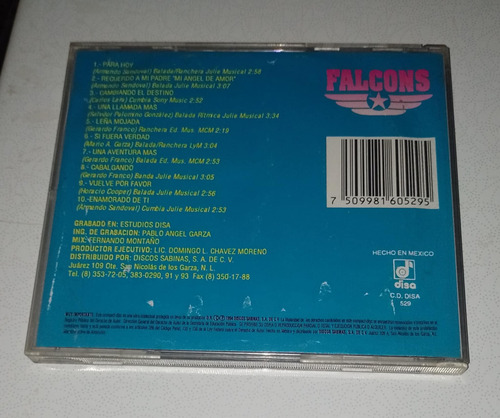 FALCONS
1.- PARA HOY
(Armando Sandoval) Balada/Ranchera Julie Musical 2:58
2.- REQUERDO A MI PADRE "MI ANGEL DE AMOR"
(Armando Sandoval) Balada Julie Musical 3:07
3.- CAMBIANDO EL DESTINO
(Carlos Lara) Cumbia Sony Music 2:52
4.- UNA LLAMADA MAS
(Salvador Palomino González) Balada Ritmica Julie Musical 3:34
5.- LEÑA MOJADA
(Gerardo Franco) Ranchera Ed. Mus. MCM 2:19
6.- SI FUERA VERDAD
(Mario A. Garza) Balada/Ranchera LyM 3:04
7.- UNA AVENTURA MAS
(Gerardo Franco) Balada Ed. Mus. MCM 2:53
8.- CABALGANDO
(Gerardo Franco) Banda Julie Musical 3:05
9.- VUELVE POR FAVOR
(Horacio Cooper) Balada Julie Musical 2:56
10.-ENAMORADO DE TI
(Armando Sandoval) Cumbia Julie Musical 2:53
GRABADO EN: ESTUDIOS DISA
ING. DE GRABACION: PABLO ANGEL GARZA
MIX. FERNANDO MONTAÑO
PRODUCTOR EJECUTIVO: LIC. DOMINGO L. CHAVEZ MORENO
DISTRIBUIDO POR: DISCOS SABINAS, S. A. DE C. V.
Juárez 109 Ote. San Nicolás de los Garza, N. L.
Tel. (8) 353-72-05, 383-0290, 91 y 93 Fax (8) 350-17-88
7 509981 605295
HECHO EN MEXICO
disa
C.D. DISA
529